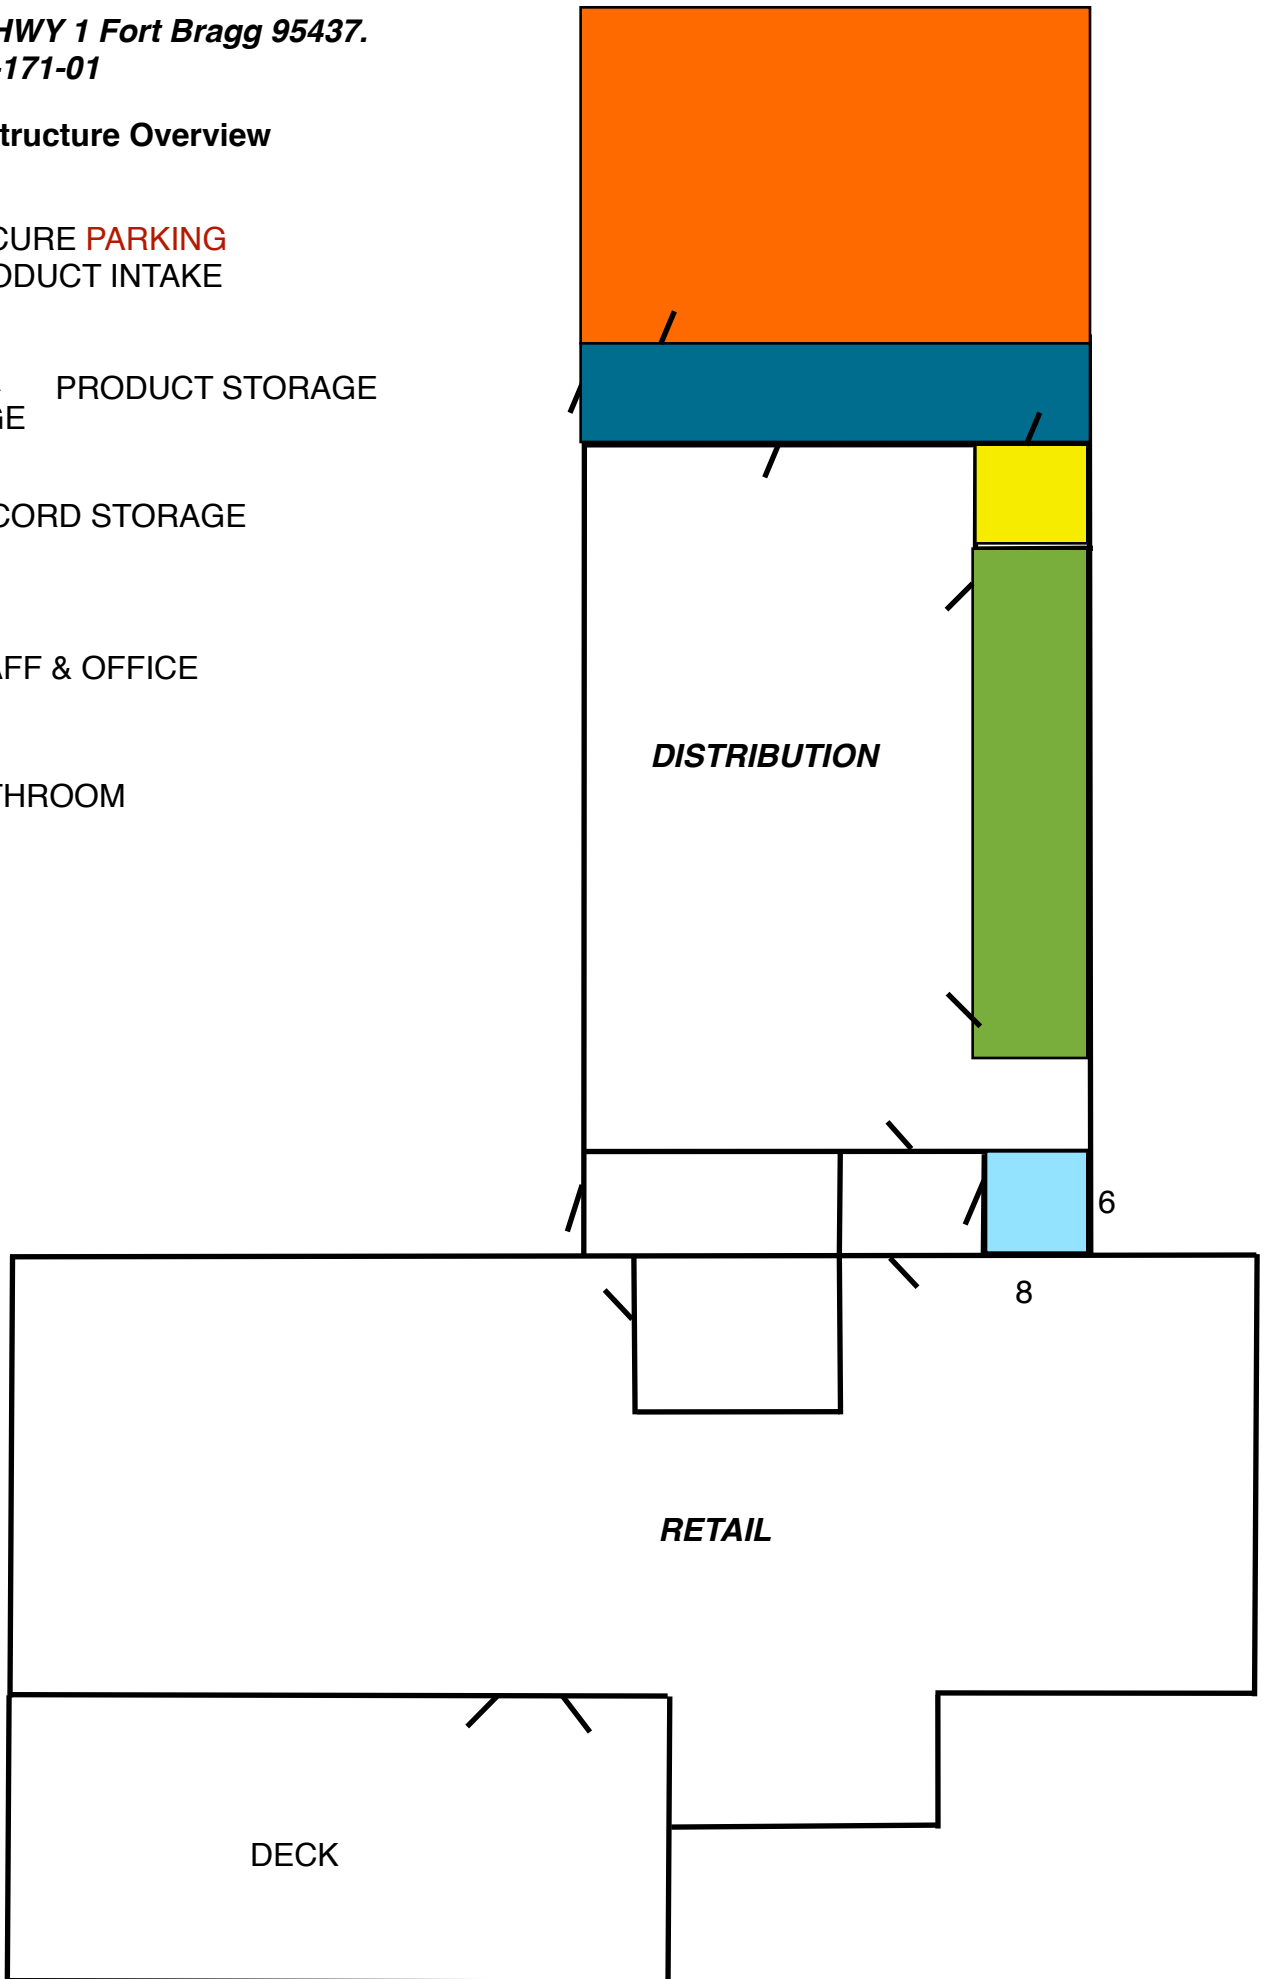 HWY 1 Fort Bragg 95437.
-171-01
tructure Overview
CURE PARKING
ODUCT INTAKE
PRODUCT STORAGE
GE
CORD STORAGE
AFF & OFFICE
DISTRIBUTION
THROOM
6
8
RETAIL
DECK